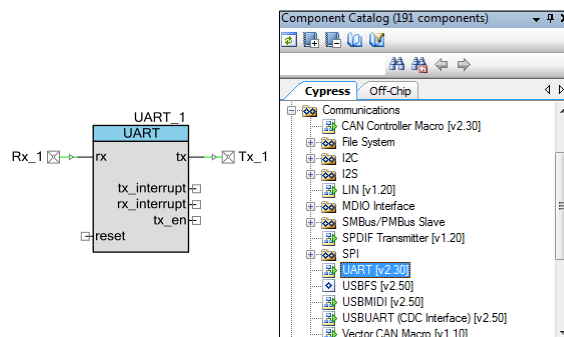 UART_1
UART
Rx_1
rx
tx
Tx_1
tx_interrupt
rx_interrupt
tx_en
reset
Component Catalog (191 components)
Cypress
Off-Chip
Communications
CAN Controller Macro [v2.30]
File System
I2C
I2S
LIN [v1.20]
MDIO Interface
SMBus/PMBus Slave
SPDIF Transmitter [v1.20]
SPI
UART [v2.30]
USBFS [v2.50]
USBMIDI [v2.50]
USBUART (CDC Interface) [v2.50]
Vector CAN Macro [v1.10]